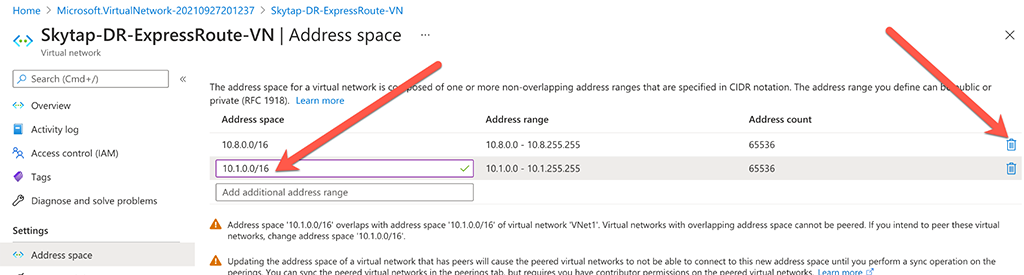 Home > Microsoft.VirtualNetwork-20210927201237 > Skytap-DR-ExpressRoute-VN
Skytap-DR-ExpressRoute-VN | Address space ...
Virtual network
Search (Cmd+/)
«
Overview
Activity log
Access control (IAM)
Tags
Diagnose and solve problems
Settings
Address space
The address space for a virtual network is composed of one or more non-overlapping address ranges that are specified in CIDR notation. The address range you define can be public or
private (RFC 1918). Learn more
Address space Address range Address count
10.8.0.0/16 10.8.0.0 - 10.8.255.255 65536
10.1.0.0/16 10.1.0.0 - 10.1.255.255 65536
Add additional address range
Address space '10.1.0.0/16' overlaps with address space '10.1.0.0/16' of virtual network 'VNet1'. Virtual networks with overlapping address space cannot be peered. If you intend to peer these virtual
networks, change address space '10.1.0.0/16'.
Updating the address space of a virtual network that has peers will cause the peered virtual networks to not be able to connect to this new address space until you perform a sync operation on the
peerings. You can sync the peered virtual networks in the peerings tab, but requires you have contributor permissions on the peered virtual networks. Learn more